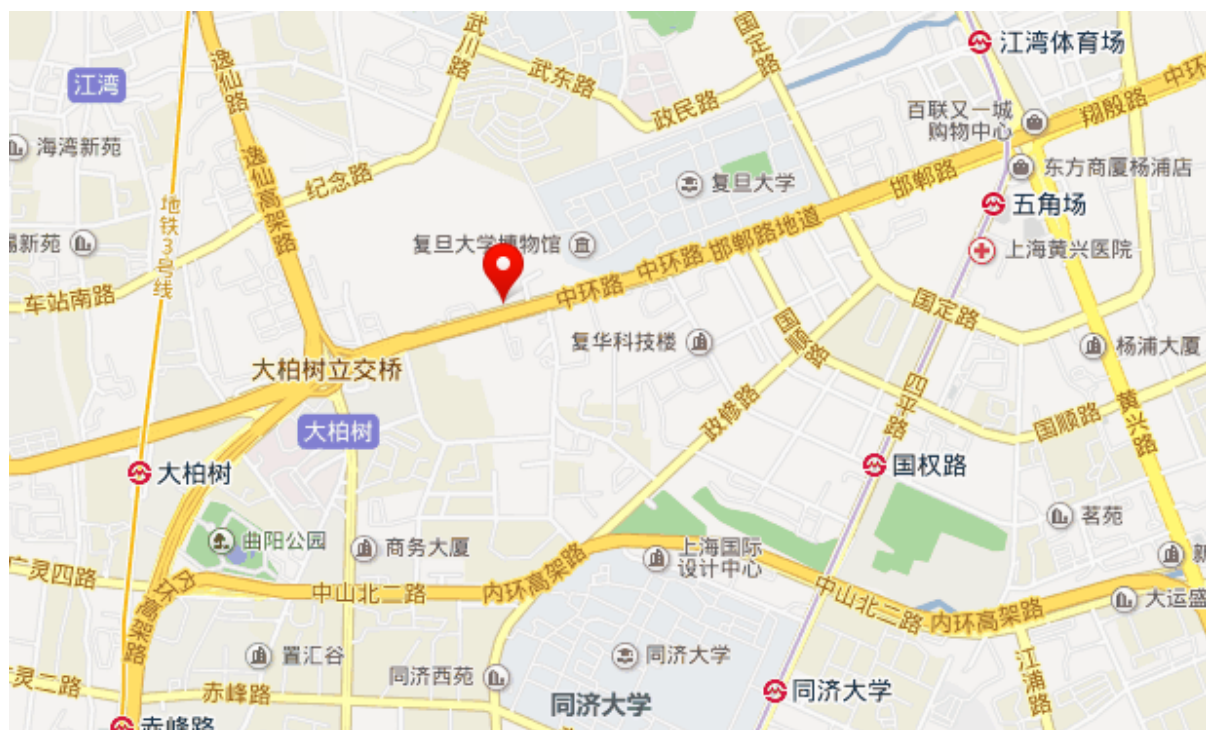 江湾体育场
武川路
国定路
逸仙路
江湾
武东路
中环
翔殷路
政民路
百联又一城
购物中心
海湾新苑
逸仙高架路
纪念路
复旦大学
邯郸路
东方商厦杨浦店
地铁3号线
五角场
新苑
复旦大学博物馆
邯郸路地道
中环路
上海黄兴医院
车站南路
中环路
国定路
国顺路
复华科技楼
杨浦大厦
大柏树立交桥
四平路
政修路
黄兴路
国顺路
大柏树
大柏树
国权路
茗苑
曲阳公园
商务大厦
上海国际
设计中心
新
广灵四路
内环高架路
中山北二路
内环高架路
中山北二路
内环高架路
大运盛
置汇谷
同济大学
江浦路
同济西苑
灵二路
赤峰路
同济大学
同济大学
赤峰路